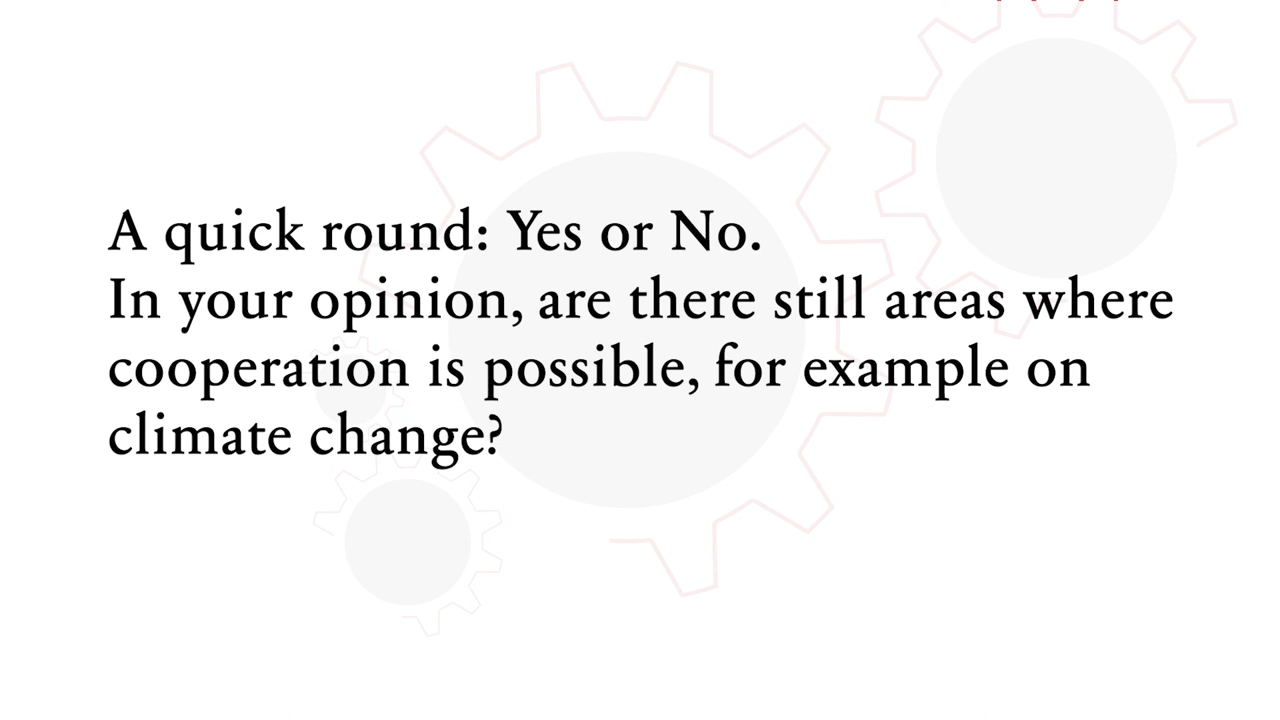 A quick round: Yes or No.
In your opinion, are there still areas where
cooperation is possible, for example on
climate change?